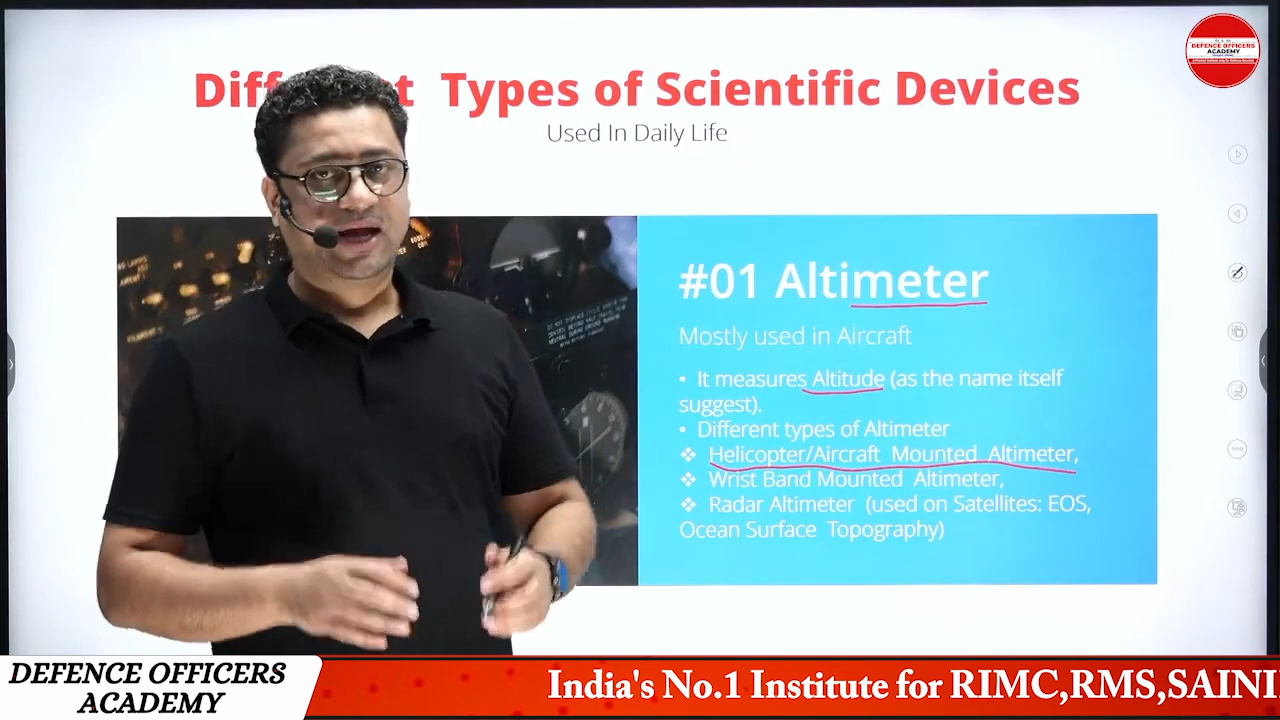 DEFENCE OFFICERS
ACADEMY
Different Types of Scientific Devices
Used In Daily Life
#01 Altimeter
Mostly used in Aircraft
• It measures Altitude (as the name itself
suggest).
• Different types of Altimeter
❖ Helicopter/Aircraft Mounted Altimeter,
❖ Wrist Band Mounted Altimeter,
❖ Radar Altimeter (used on Satellites: EOS,
Ocean Surface Topography)
DEFENCE OFFICERS
ACADEMY
India's No.1 Institute for RIMC,RMS,SAINI